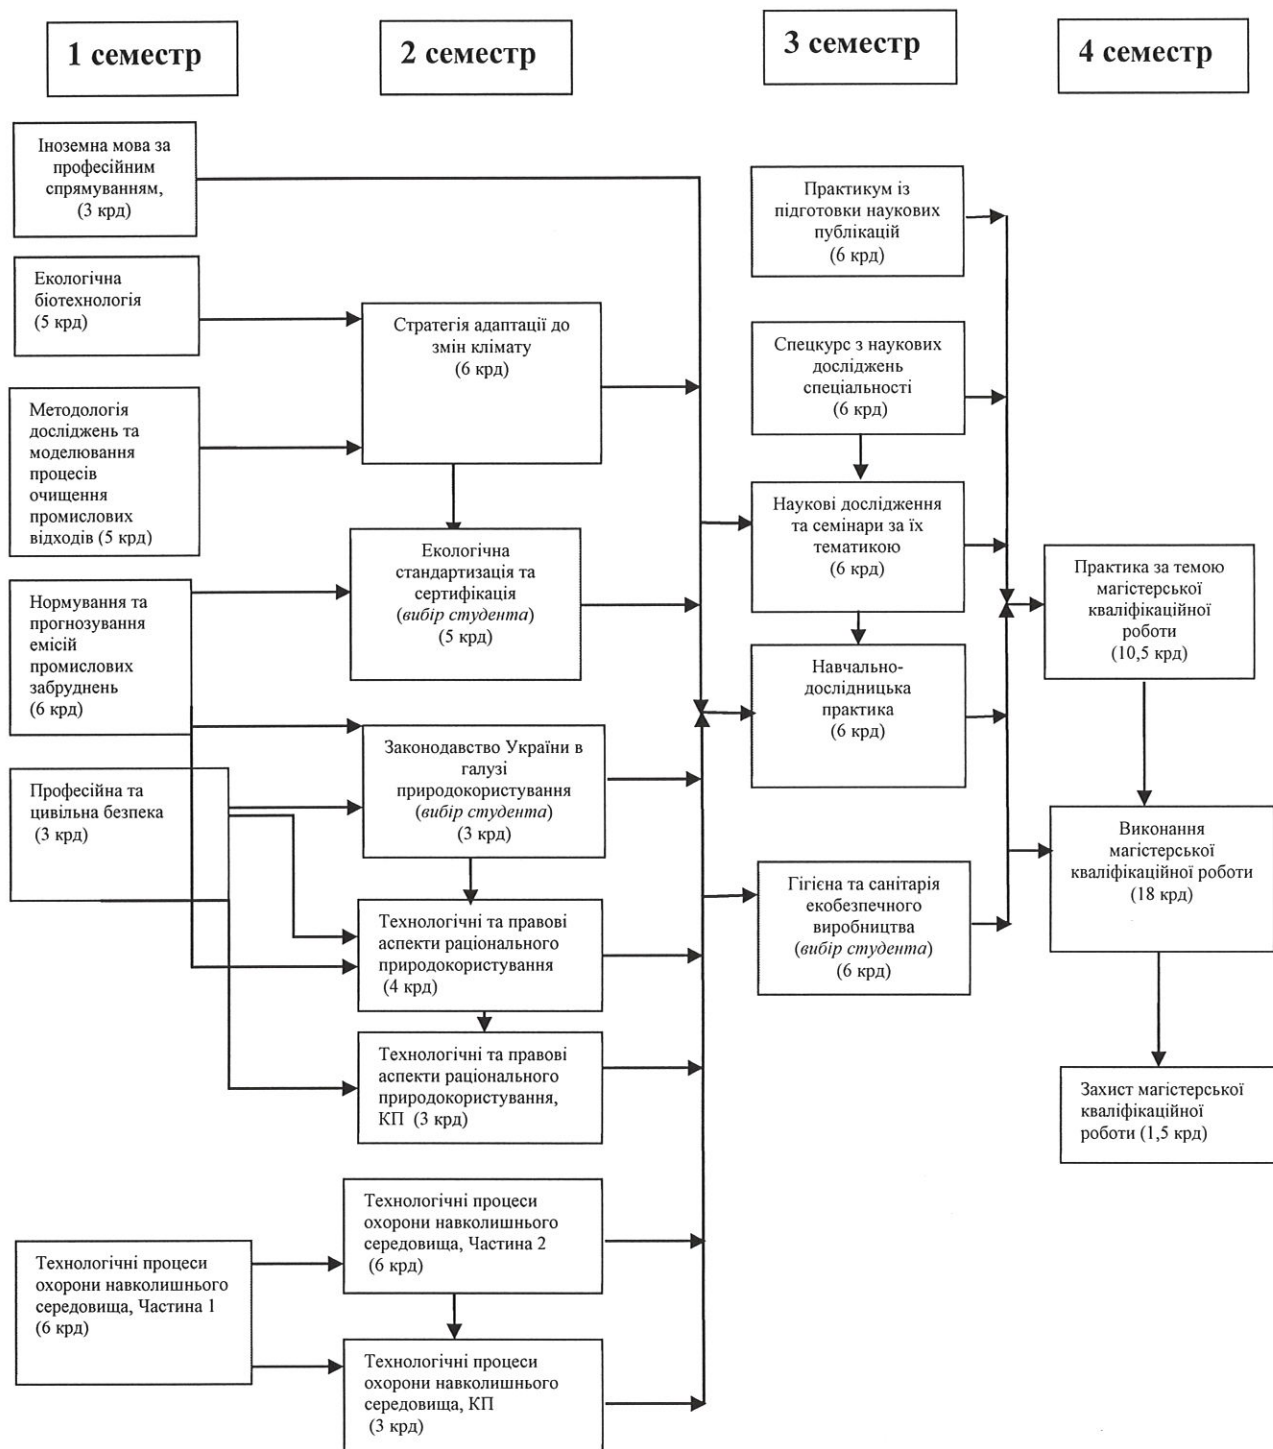 1 семестр
2 семестр
3 семестр
4 семестр
Іноземна мова за
професійним
спрямуванням,
(3 крд)
Екологічна
біотехнологія
(5 крд)
Методологія
досліджень та
моделювання
процесів
очищення
промислових
відходів (5 крд)
Нормування та
прогнозування
емісій
промислових
забруднень
(6 крд)
Професійна та
цивільна безпека
(3 крд)
Технологічні процеси
охорони навколишнього
середовища, Частина 1
(6 крд)
Стратегія адаптації до
змін клімату
(6 крд)
Екологічна
стандартизація та
сертифікація
(вибір студента)
(5 крд)
Законодавство України в
галузі
природокористування
(вибір студента)
(3 крд)
Технологічні та правові
аспекти раціонального
природокористування
(4 крд)
Технологічні та правові
аспекти раціонального
природокористування,
КП (3 крд)
Технологічні процеси
охорони навколишнього
середовища, Частина 2
(6 крд)
Технологічні процеси
охорони навколишнього
середовища, КП
(3 крд)
Практикум із
підготовки наукових
публікацій
(6 крд)
Спецкурс з наукових
досліджень
спеціальності
(6 крд)
Наукові дослідження
та семінари за їх
тематикою
(6 крд)
Навчально-
дослідницька
практика
(6 крд)
Гігієна та санітарія
екобезпечного
виробництва
(вибір студента)
(6 крд)
Практика за темою
магістерської
кваліфікаційної
роботи
(10,5 крд)
Виконання
магістерської
кваліфікаційної роботи
(18 крд)
Захист магістерської
кваліфікаційної
роботи (1,5 крд)